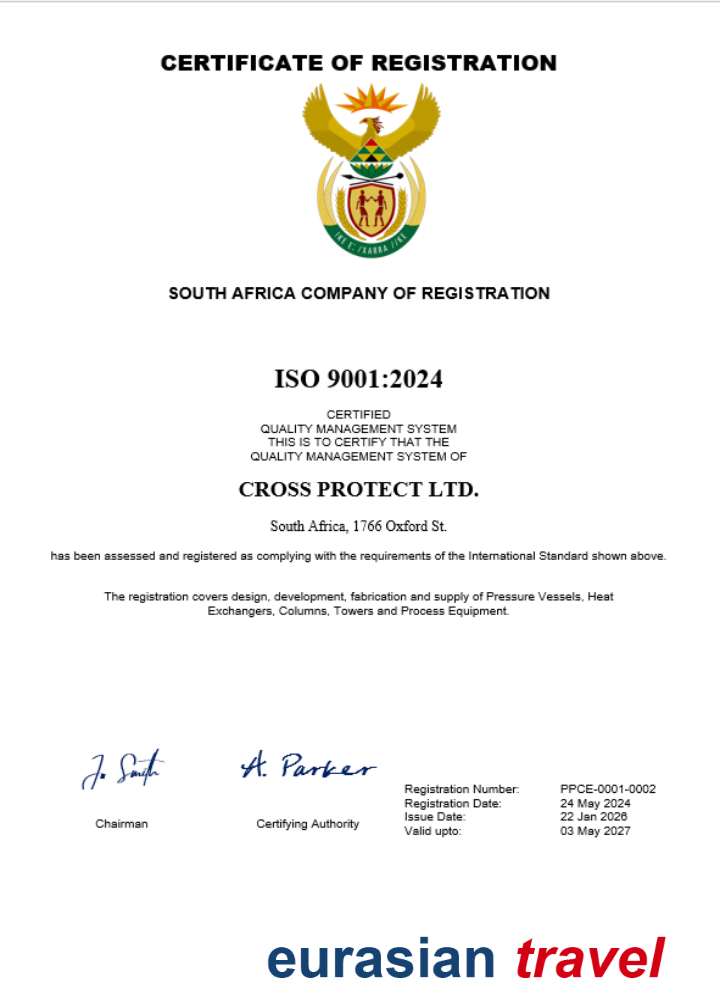 CERTIFICATE OF REGISTRATION
!KE E: /XARRA //KE
SOUTH AFRICA COMPANY OF REGISTRATION
ISO 9001:2024
CERTIFIED
QUALITY MANAGEMENT SYSTEM
THIS IS TO CERTIFY THAT THE
QUALITY MANAGEMENT SYSTEM OF
CROSS PROTECT LTD.
South Africa, 1766 Oxford St.
has been assessed and registered as complying with the requirements of the International Standard shown above.
The registration covers design, development, fabrication and supply of Pressure Vessels, Heat
Exchangers, Columns, Towers and Process Equipment.
Jo Smith
A. Parker
Chairman
Certifying Authority
Registration Number: PPCE-0001-0002
Registration Date: 24 May 2024
Issue Date: 22 Jan 2026
Valid upto: 03 May 2027
eurasian travel